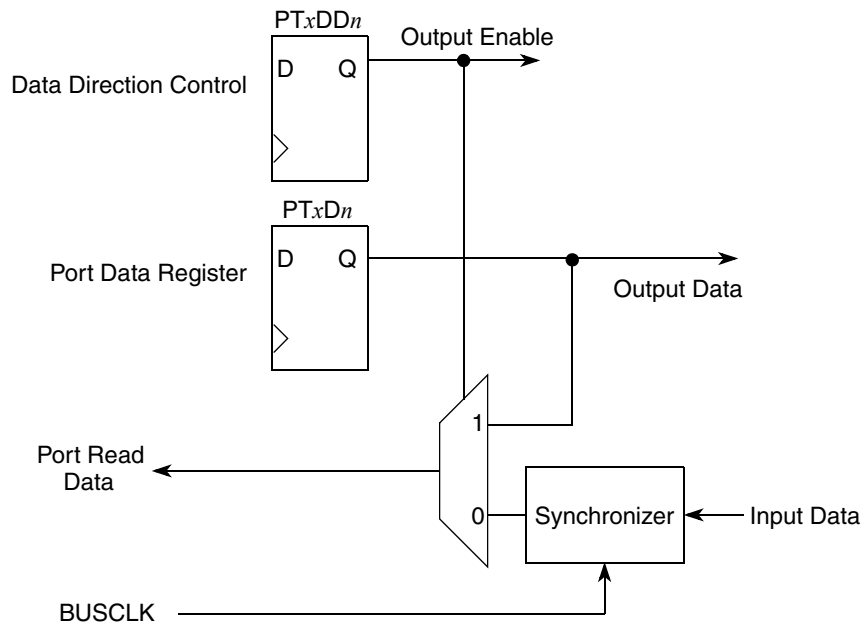 PTxDDn
Output Enable
D Q
Data Direction Control
PTxDn
D Q
Port Data Register
Output Data
1
Port Read
Data
0
Synchronizer
Input Data
BUSCLK